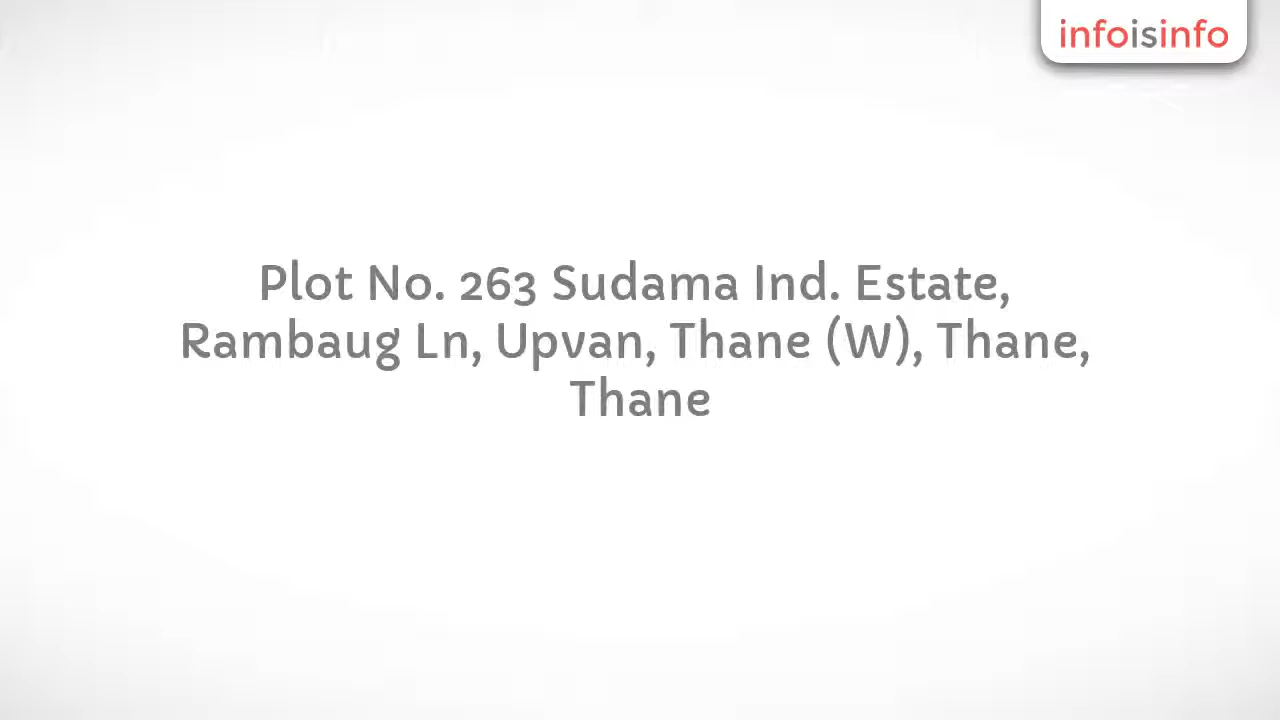 infoisinfo
Plot No. 263 Sudama Ind. Estate,
Rambaug Ln, Upvan, Thane (W), Thane,
Thane